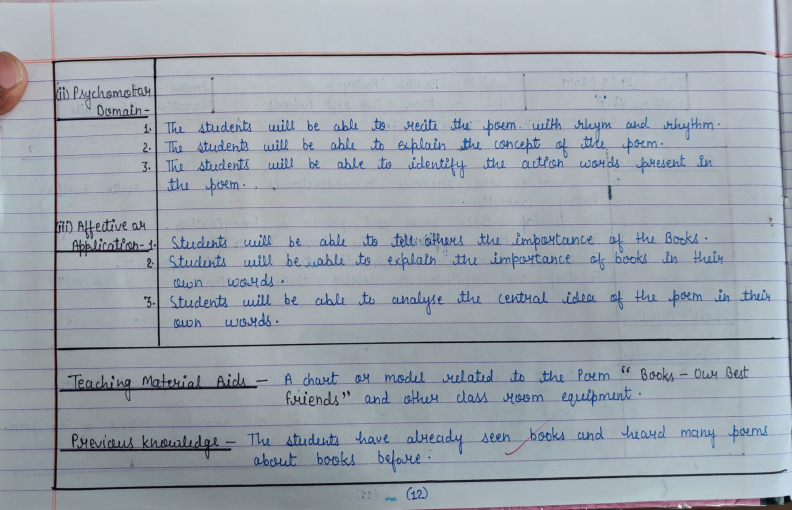 (ii) Psychomotor
Domain-
1. The students will be able to recite the poem with rhym and rhythm.
2. The students will be able to explain the concept of the poem.
3. The students will be able to identify the action words present in
the poem.
(iii) Affective or
Application- 1. Students will be able to tell others the importance of the Books.
2. Students will be able to explain the importance of books in their
own words.
3. Students will be able to analyse the central idea of the poem in their
own words.
Teaching Material Aids - A chart or model related to the Poem "Books - Our Best
friends" and other class room equipment.
Previous knowledge - The students have already seen books and heard many poems
about books before.
(12)